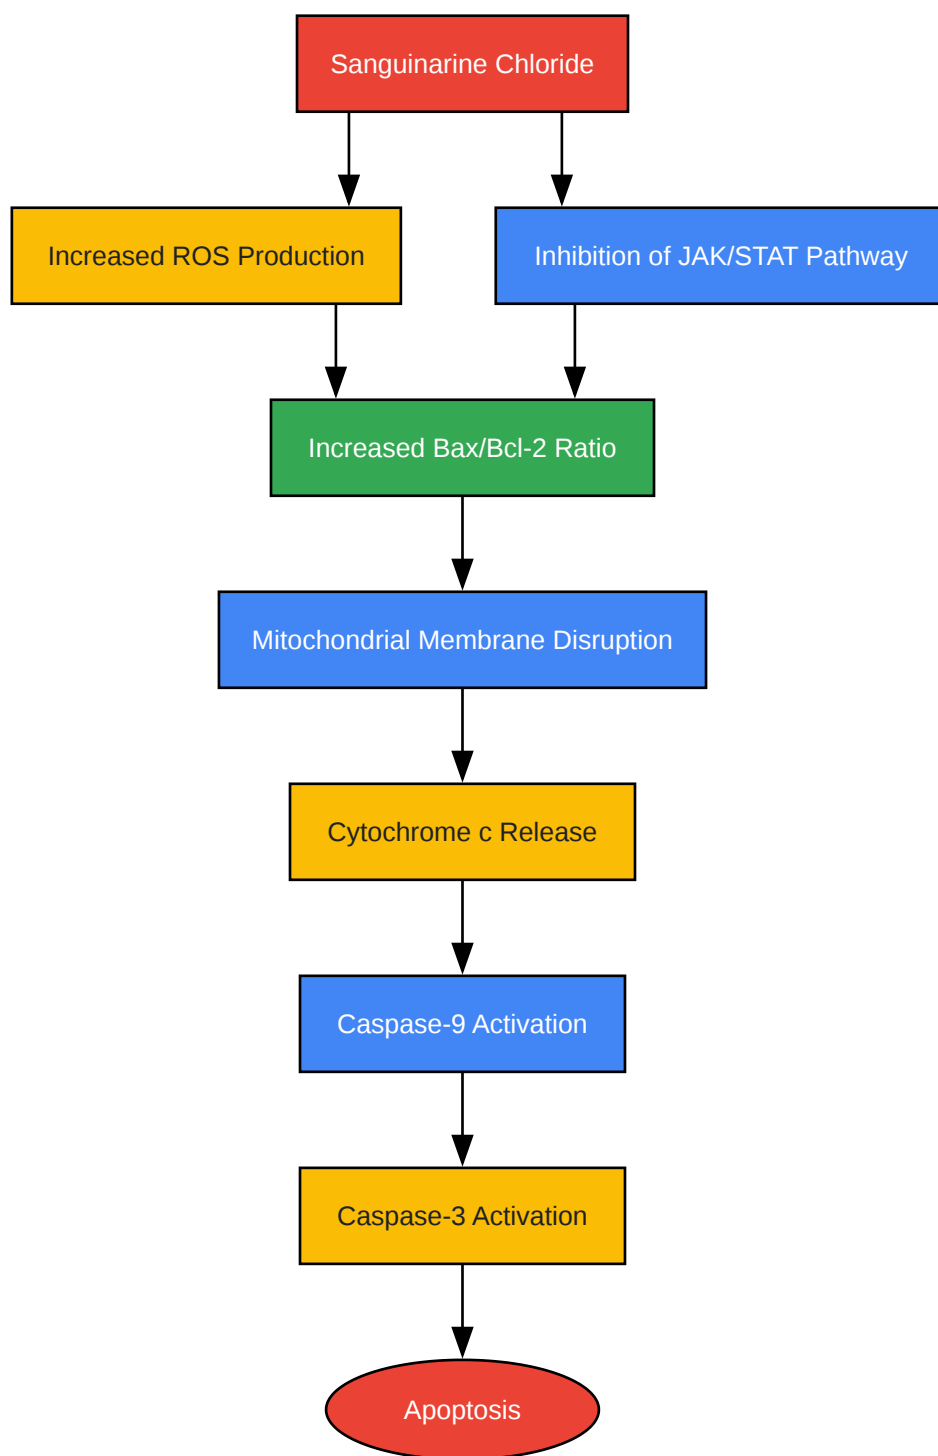 Sanguinarine Chloride
Increased ROS Production
Inhibition of JAK/STAT Pathway
Increased Bax/Bcl-2 Ratio
Mitochondrial Membrane Disruption
Cytochrome c Release
Caspase-9 Activation
Caspase-3 Activation
Apoptosis